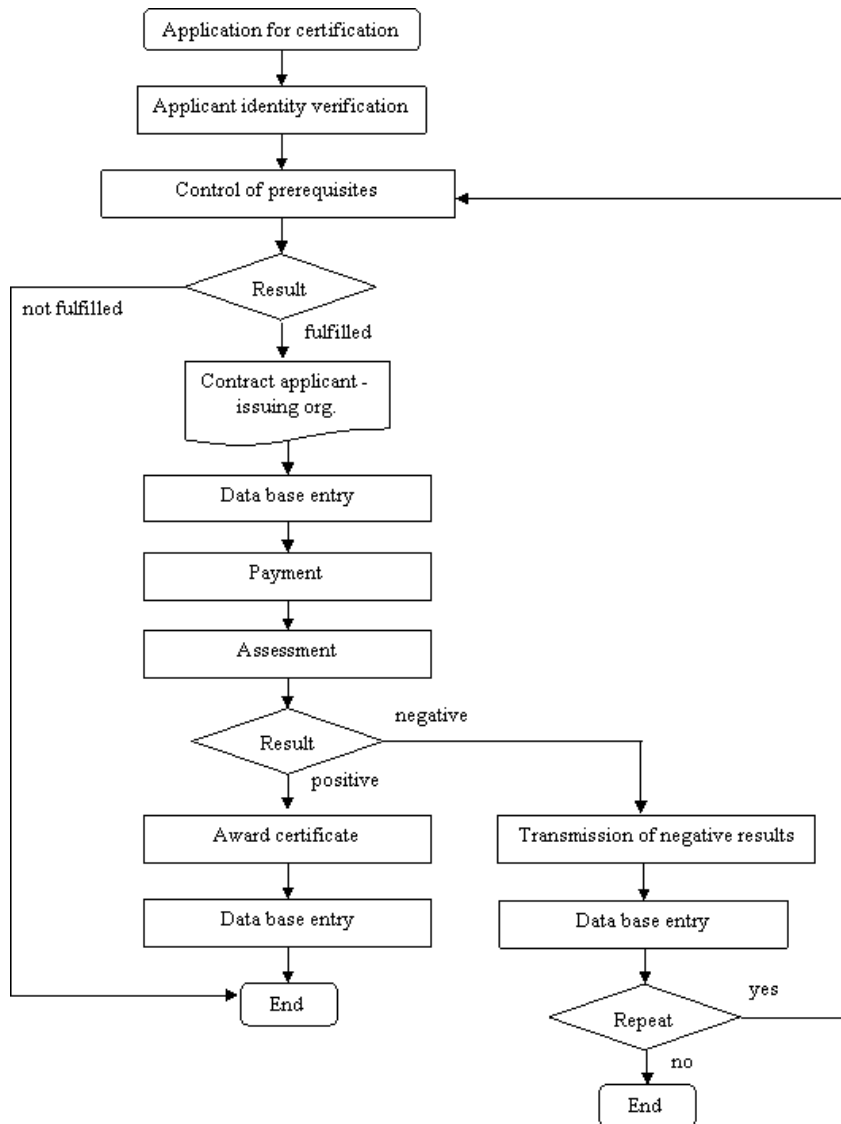 Application for certification
Applicant identity verification
Control of prerequisites
Result
not fulfilled
fulfilled
Contract applicant -
issuing org.
Data base entry
Payment
Assessment
negative
Result
positive
Award certificate
Transmission of negative results
Data base entry
Data base entry
yes
End
Repeat
no
End